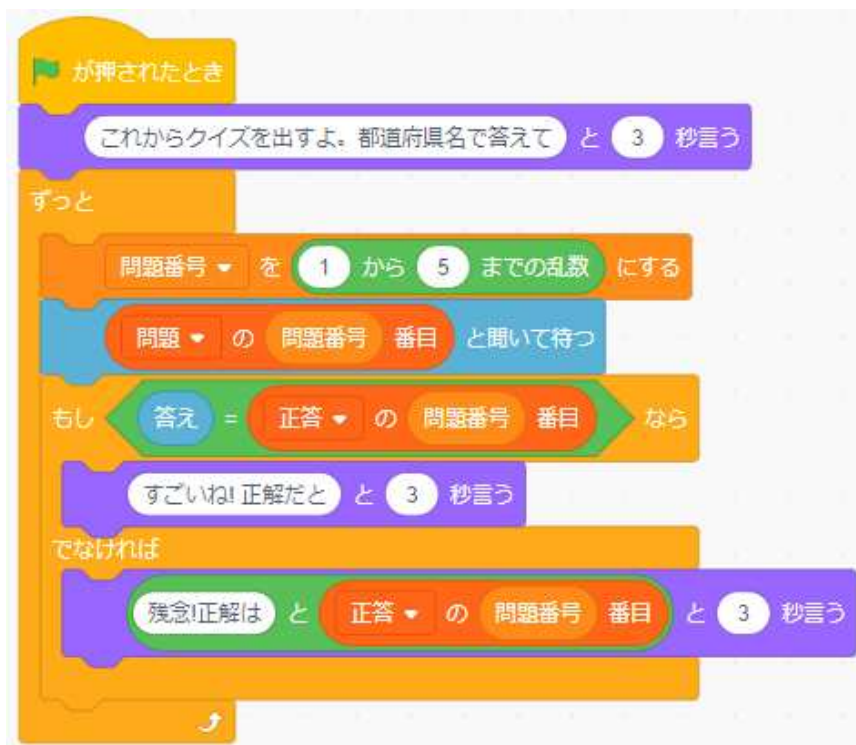 が押されたとき
これからクイズを出すよ。都道府県名で答えて と 3 秒言う
ずっと
問題番号 を 1 から 5 までの乱数 にする
問題 の 問題番号 番目 と聞いて待つ
もし 答え = 正答 の 問題番号 番目 なら
すごいね! 正解だと と 3 秒言う
でなければ
残念!正解は と 正答 の 問題番号 番目 と 3 秒言う